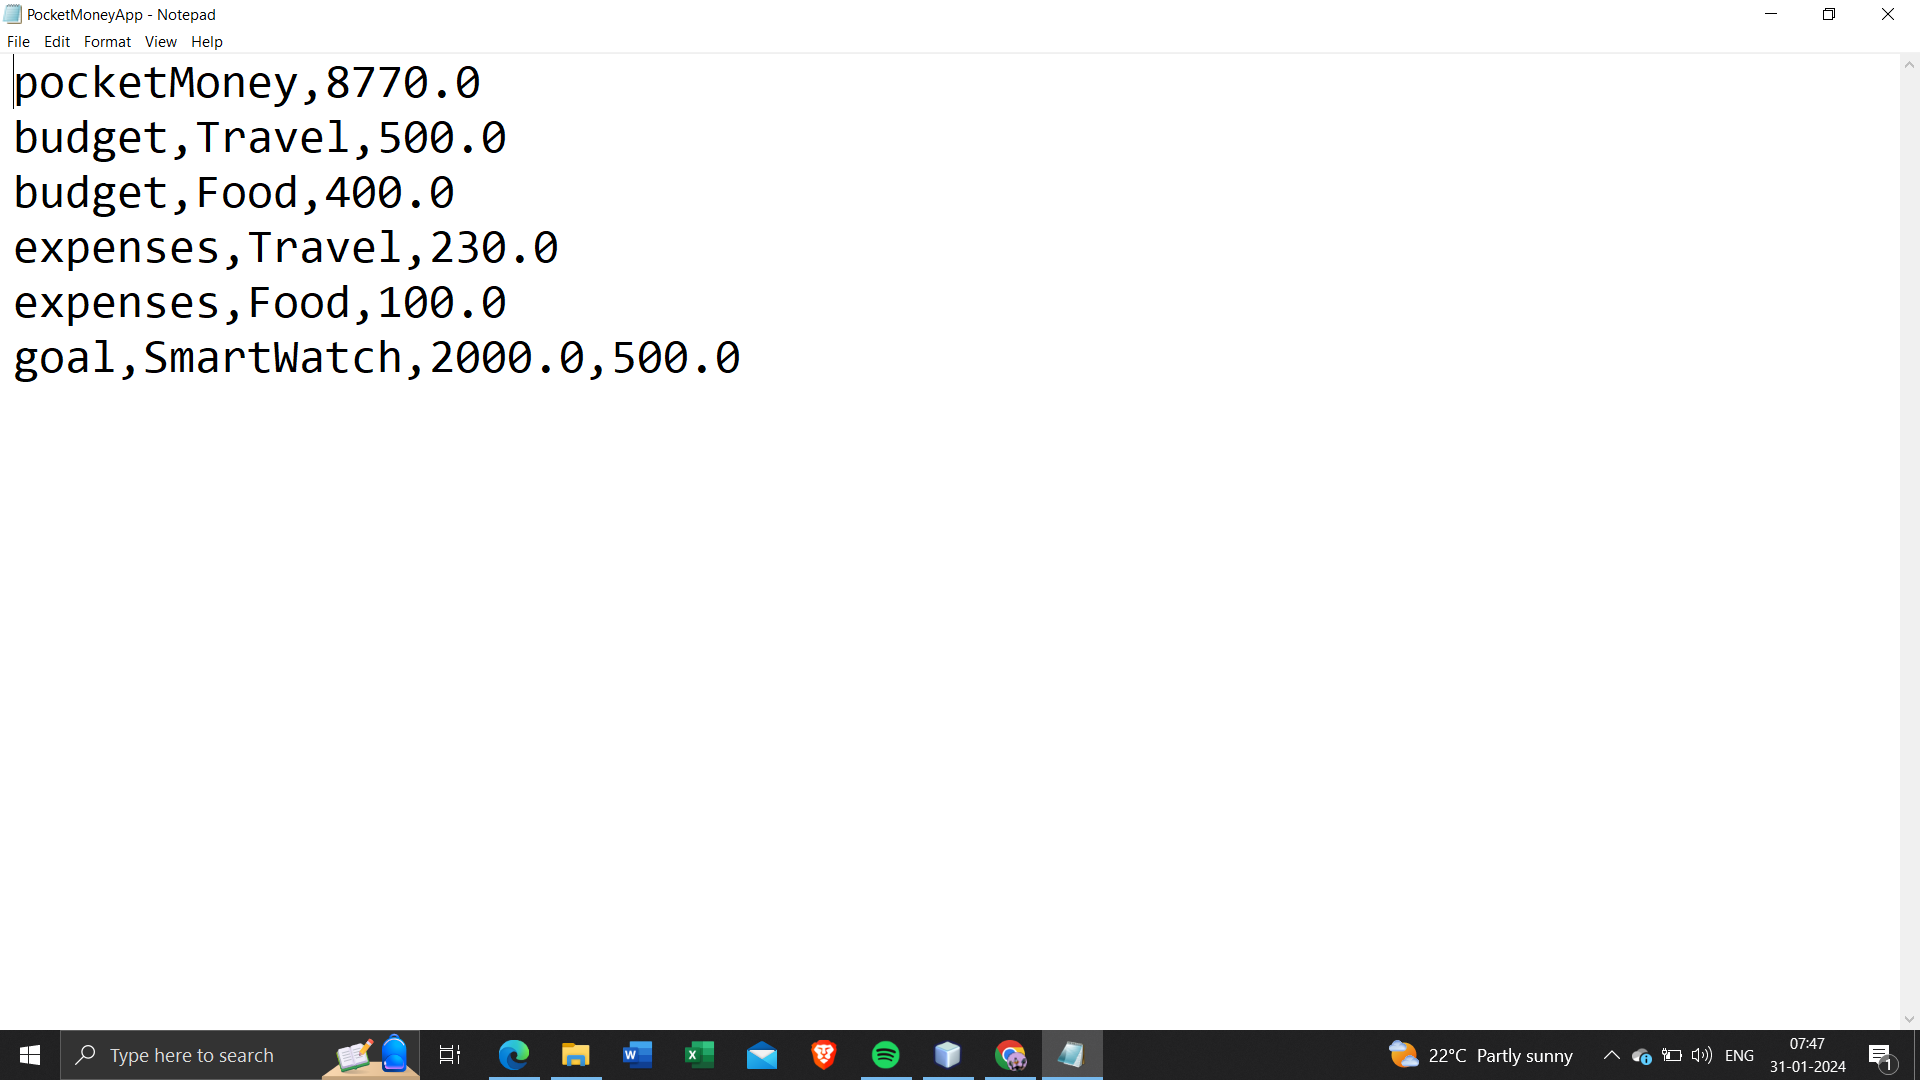 PocketMoneyApp - Notepad
File Edit Format View Help
pocketMoney,8770.0
budget,Travel,500.0
budget,Food,400.0
expenses,Travel,230.0
expenses,Food,100.0
goal,SmartWatch,2000.0,500.0
Type here to search
22°C Partly sunny
ENG
07:47
31-01-2024
1